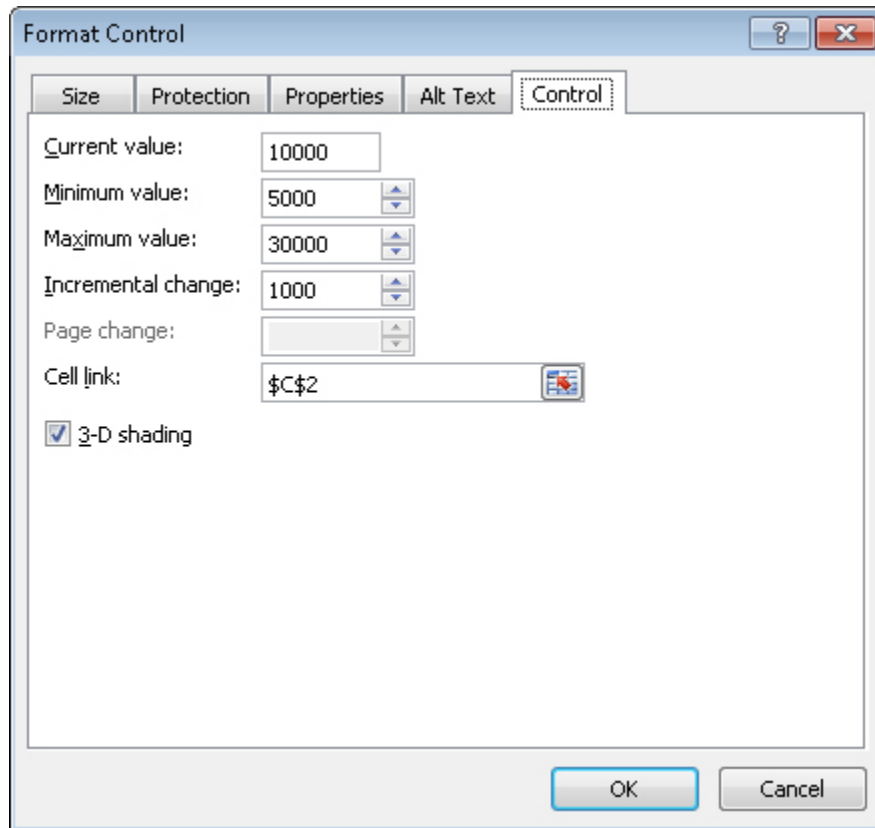 Format Control
Size Protection Properties Alt Text Control
Current value: 10000
Minimum value: 5000
Maximum value: 30000
Incremental change: 1000
Page change:
Cell link: $C$2
3-D shading
OK Cancel